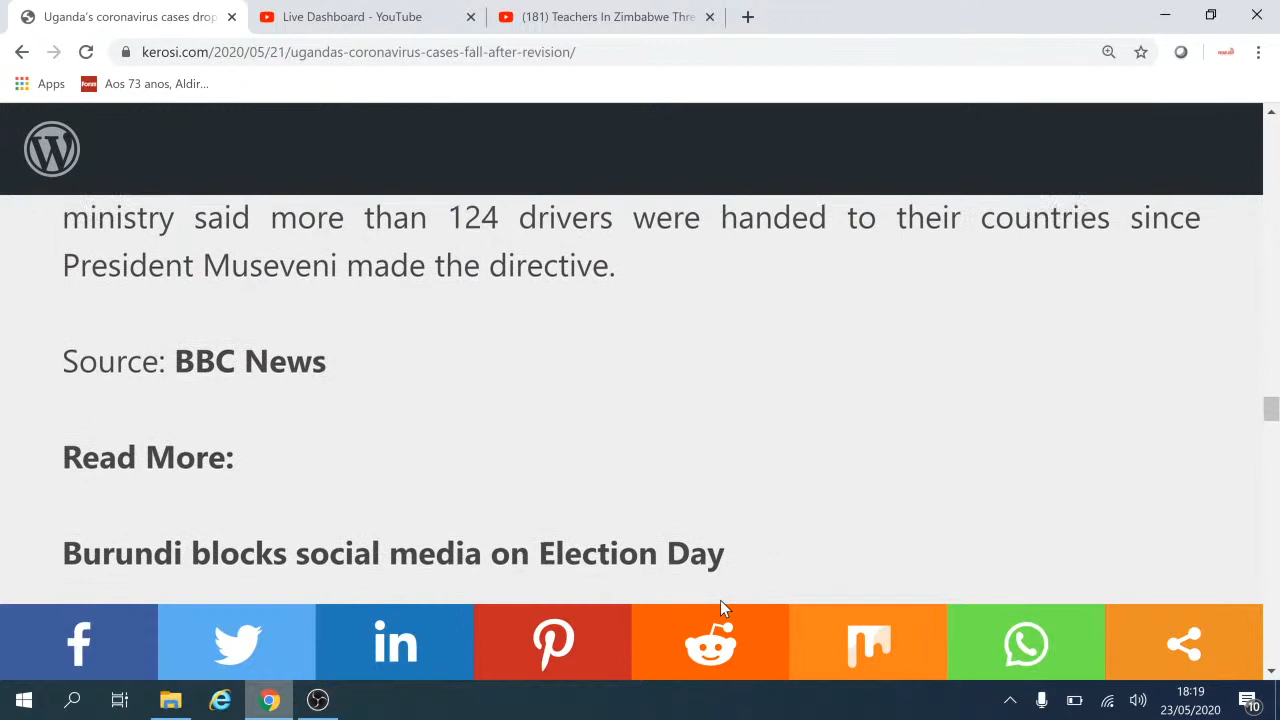 Uganda's coronavirus cases drop
Live Dashboard - YouTube
(181) Teachers In Zimbabwe Thre
kerosi.com/2020/05/21/ugandas-coronavirus-cases-fall-after-revision/
Apps
Aos 73 anos, Aldir...
ministry said more than 124 drivers were handed to their countries since
President Museveni made the directive.
Source: BBC News
Read More:
Burundi blocks social media on Election Day
18:19
23/05/2020
10